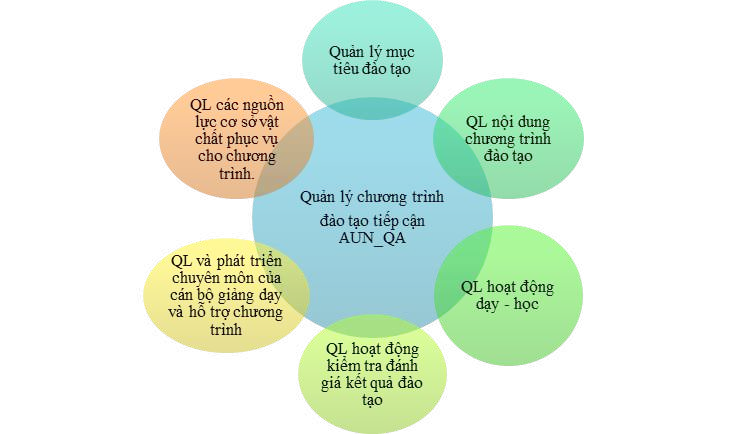 Quản lý mục
tiêu đào tạo
QL nội dung
chương trình
đào tạo
QL hoạt động
dạy - học
QL hoạt động
kiểm tra đánh
giá kết quả đào
tạo
QL và phát triển
chuyên môn của
cán bộ giảng dạy
và hỗ trợ chương
trình
QL các nguồn
lực cơ sở vật
chất phục vụ
cho chương
trình.
Quản lý chương trình
đào tạo tiếp cận
AUN_QA